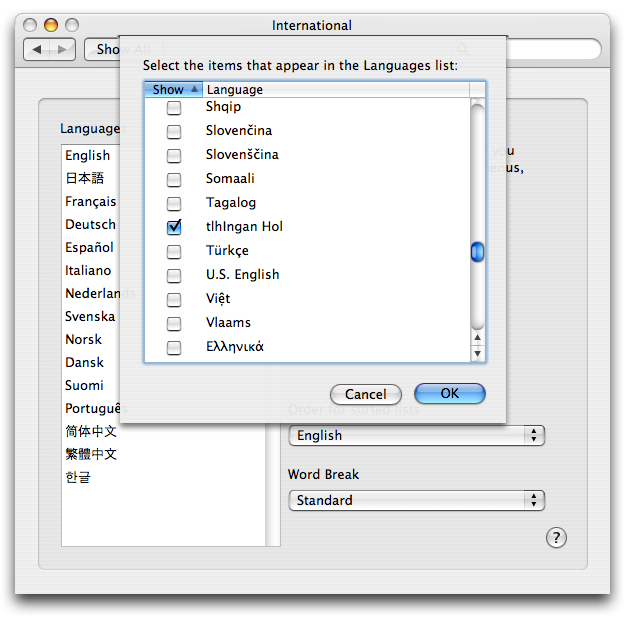 International
Show All
Select the items that appear in the Languages list:
Show Language
Shqip
Slovenčina
Slovenščina
Somaali
Tagalog
tlhIngan Hol
Türkçe
U.S. English
Việt
Vlaams
Ελληνικά
Cancel OK
Languages
English
日本語
Français
Deutsch
Español
Italiano
Nederlands
Svenska
Norsk
Dansk
Suomi
Português
简体中文
繁體中文
한글
you
Order for sorted lists
English
Word Break
Standard
?